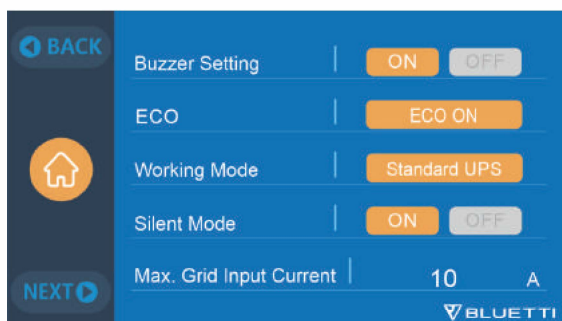 BACK
Buzzer Setting ON OFF
ECO ECO ON
Working Mode Standard UPS
Silent Mode ON OFF
Max. Grid Input Current 10 A
NEXT
BLUETTI